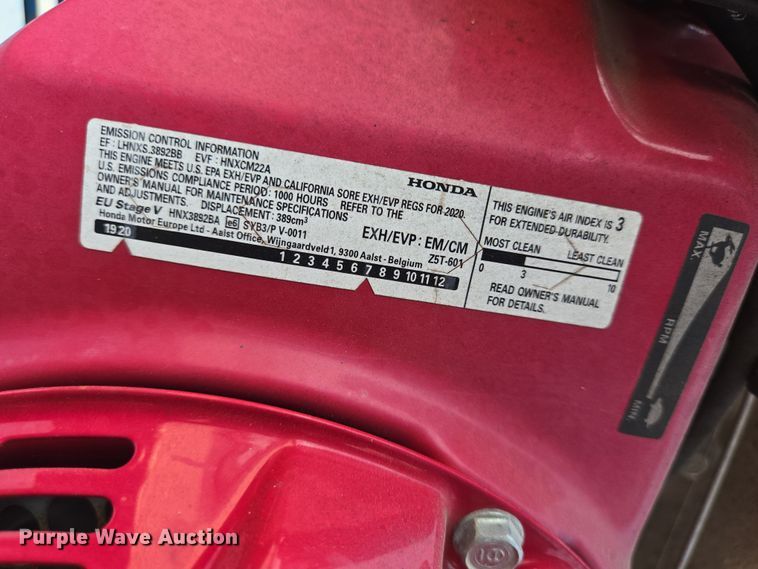 EMISSION CONTROL INFORMATION
EF : LHNXS.3892BB EVF : HNXCM22A
THIS ENGINE MEETS U.S. EPA EXH/EVP AND CALIFORNIA SORE EXH/EVP REGS FOR 2020.
U.S. EMISSIONS COMPLIANCE PERIOD: 1000 HOURS REFER TO THE
OWNER'S MANUAL FOR MAINTENANCE SPECIFICATIONS
AND ADJUSTMENTS. DISPLACEMENT : 389cm³
EU Stage V HNX3892BA e6 SYB3/P V-0011
Honda Motor Europe Ltd - Aalst Office, Wijngaardveld1, 9300 Aalst - Belgium
19 20
1 2 3 4 5 6 7 8 9 10 11 12
HONDA
EXH/EVP : EM/CM
Z5T-601
THIS ENGINE'S AIR INDEX IS 3
FOR EXTENDED DURABILITY.
MOST CLEAN LEAST CLEAN
0 3 10
READ OWNER'S MANUAL
FOR DETAILS.
MAX.
RPM
MIN.
Purple Wave Auction